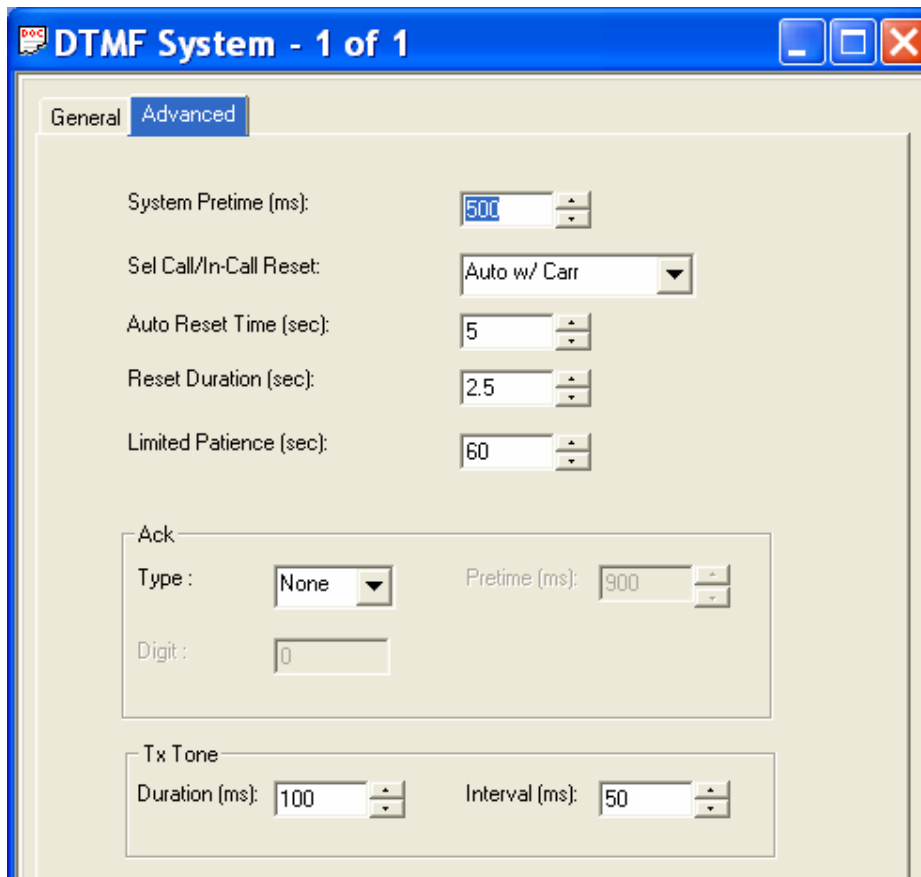 DOC
DTMF System - 1 of 1
General Advanced
System Pretime (ms): 500
Sel Call/In-Call Reset: Auto w/ Carr
Auto Reset Time (sec): 5
Reset Duration (sec): 2.5
Limited Patience (sec): 60
Ack
Type : None Pretime (ms): 900
Digit : 0
Tx Tone
Duration (ms): 100 Interval (ms): 50